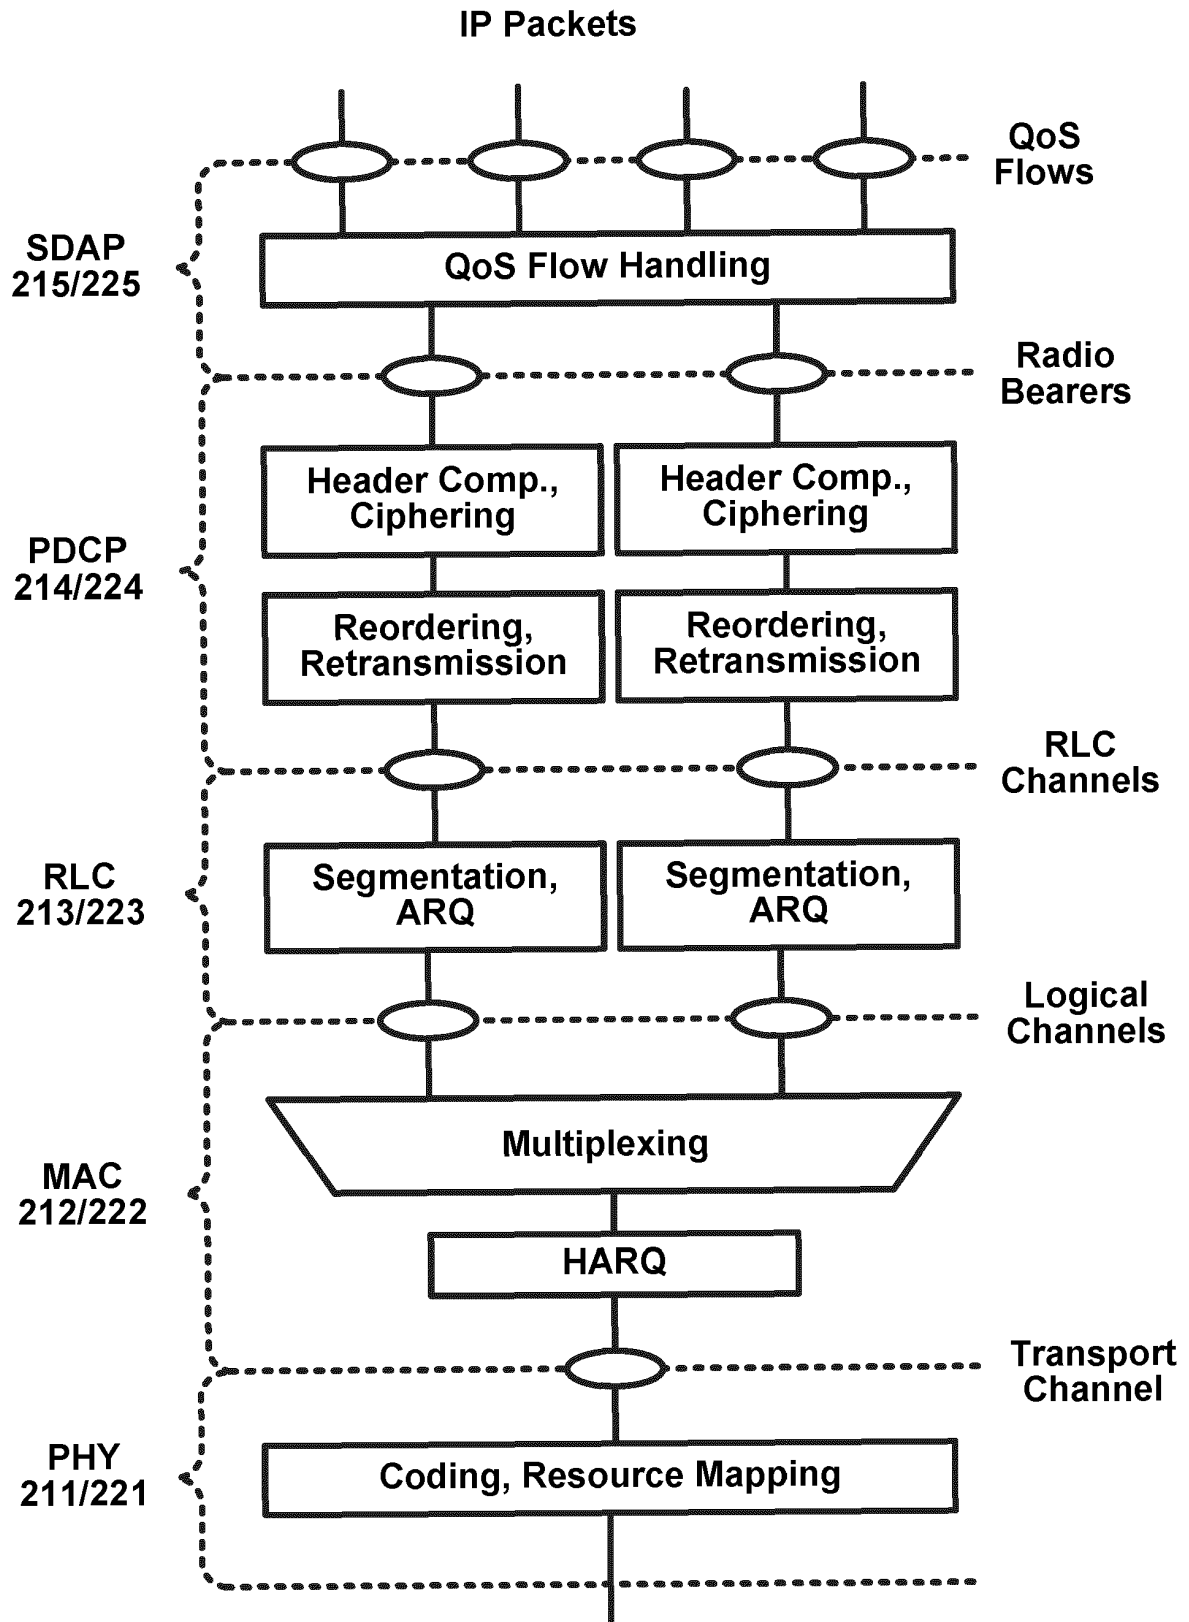 IP Packets
QoS
Flows
SDAP
215/225
QoS Flow Handling
Radio
Bearers
Header Comp.,
Ciphering
Header Comp.,
Ciphering
PDCP
214/224
Reordering,
Retransmission
Reordering,
Retransmission
RLC
Channels
RLC
213/223
Segmentation,
ARQ
Segmentation,
ARQ
Logical
Channels
Multiplexing
MAC
212/222
HARQ
Transport
Channel
PHY
211/221
Coding, Resource Mapping